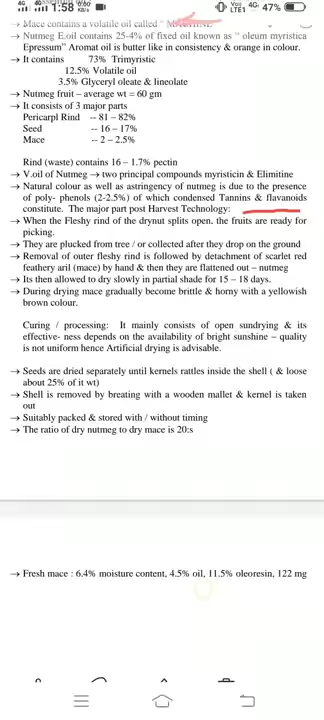 1:58
0.00
KB/s
Vo))
LTE1
4G
47%
→ Mace contains a volatile oil called "
→ Nutmeg E.oil contains 25-4% of fixed oil known as " oleum myristica
Epressum" Aromat oil is butter like in consistency & orange in colour.
→ It contains 73% Trimyristic
12.5% Volatile oil
3.5% Glyceryl oleate & lineolate
→ Nutmeg fruit – average wt = 60 gm
→ It consists of 3 major parts
Pericarpl Rind -- 81 – 82%
Seed -- 16 – 17%
Mace -- 2 – 2.5%
Rind (waste) contains 16 – 1.7% pectin
→ V.oil of Nutmeg → two principal compounds myristicin & Elimitine
→ Natural colour as well as astringency of nutmeg is due to the presence
of poly- phenols (2-2.5%) of which condensed Tannins & flavanoids
constitute. The major part post Harvest Technology:
→ When the Fleshy rind of the drynut splits open. the fruits are ready for
picking.
→ They are plucked from tree / or collected after they drop on the ground
→ Removal of outer fleshy rind is followed by detachment of scarlet red
feathery aril (mace) by hand & then they are flattened out – nutmeg
→ Its then allowed to dry slowly in partial shade for 15 – 18 days.
→ During drying mace gradually become brittle & horny with a yellowish
brown colour.
Curing / processing: It mainly consists of open sundrying & its
effective- ness depends on the availability of bright sunshine – quality
is not uniform hence Artificial drying is advisable.
→ Seeds are dried separately until kernels rattles inside the shell ( & loose
about 25% of it wt)
→ Shell is removed by breating with a wooden mallet & kernel is taken
out
→ Suitably packed & stored with / without timing
→ The ratio of dry nutmeg to dry mace is 20:s
→ Fresh mace : 6.4% moisture content, 4.5% oil, 11.5% oleoresin, 122 mg